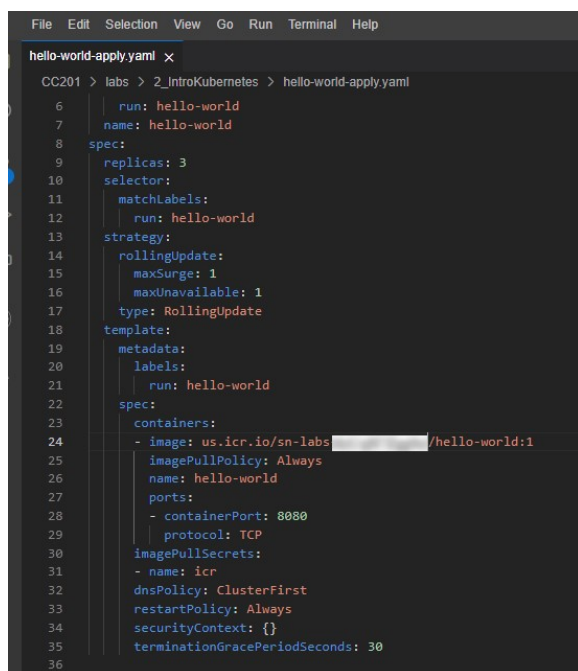 File Edit Selection View Go Run Terminal Help
hello-world-apply.yaml ×
CC201 > labs > 2_IntroKubernetes > hello-world-apply.yaml
6 run: hello-world
7 name: hello-world
8 spec:
9 replicas: 3
10 selector:
11 matchLabels:
12 run: hello-world
13 strategy:
14 rollingUpdate:
15 maxSurge: 1
16 maxUnavailable: 1
17 type: RollingUpdate
18 template:
19 metadata:
20 labels:
21 run: hello-world
22 spec:
23 containers:
24 - image: us.icr.io/sn-labs /hello-world:1
25 imagePullPolicy: Always
26 name: hello-world
27 ports:
28 - containerPort: 8080
29 protocol: TCP
30 imagePullSecrets:
31 - name: icr
32 dnsPolicy: ClusterFirst
33 restartPolicy: Always
34 securityContext: {}
35 terminationGracePeriodSeconds: 30
36